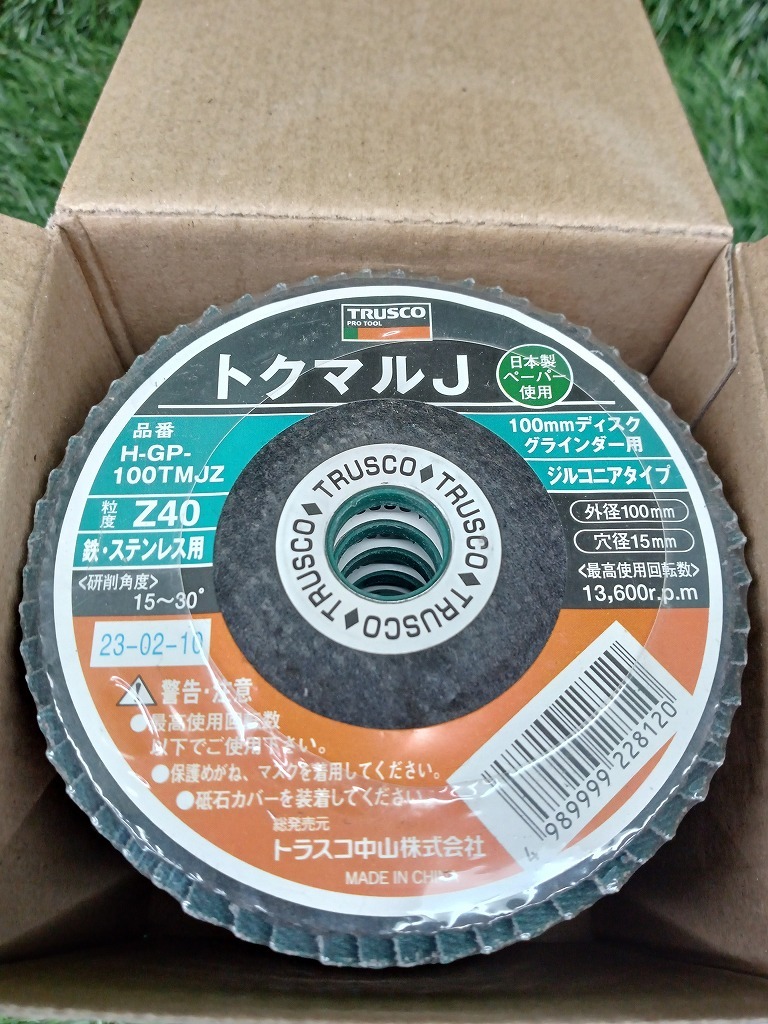 TRUSCO
PRO TOOL
トクマルJ
日本製
ペーパー
使用
品番
H-GP-
100TMJZ
100mmディスク
グラインダー用
ジルコニアタイプ
粒度
Z40
鉄・ステンレス用
外径100mm
穴径15mm
<研削角度>
15〜30°
<最高使用回転数>
13,600r.p.m
TRUSCO◆TRUSCO◆TRUSCO◆TRUSCO◆
23-02-10
警告・注意
●最高使用回転数
以下でご使用下さい。
●保護めがね、マスクを着用してください。
●砥石カバーを装着してください。
総発売元
トラスコ中山株式会社
MADE IN CHINA
4 989999 228120